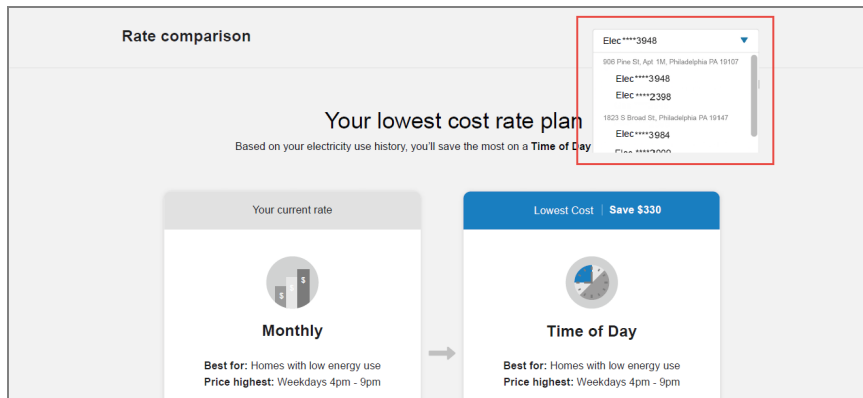 Rate comparison
Elec****3948
906 Pine St, Apt 1M, Philadelphia PA 19107
Elec****3948
Elec****2398
1823 S Broad St, Philadelphia PA 19147
Elec****3984
Your lowest cost rate plan
Based on your electricity use history, you'll save the most on a Time of Day
Your current rate
Lowest Cost | Save $330
$ $ $
Monthly
Time of Day
Best for: Homes with low energy use
Price highest: Weekdays 4pm - 9pm
Best for: Homes with low energy use
Price highest: Weekdays 4pm - 9pm